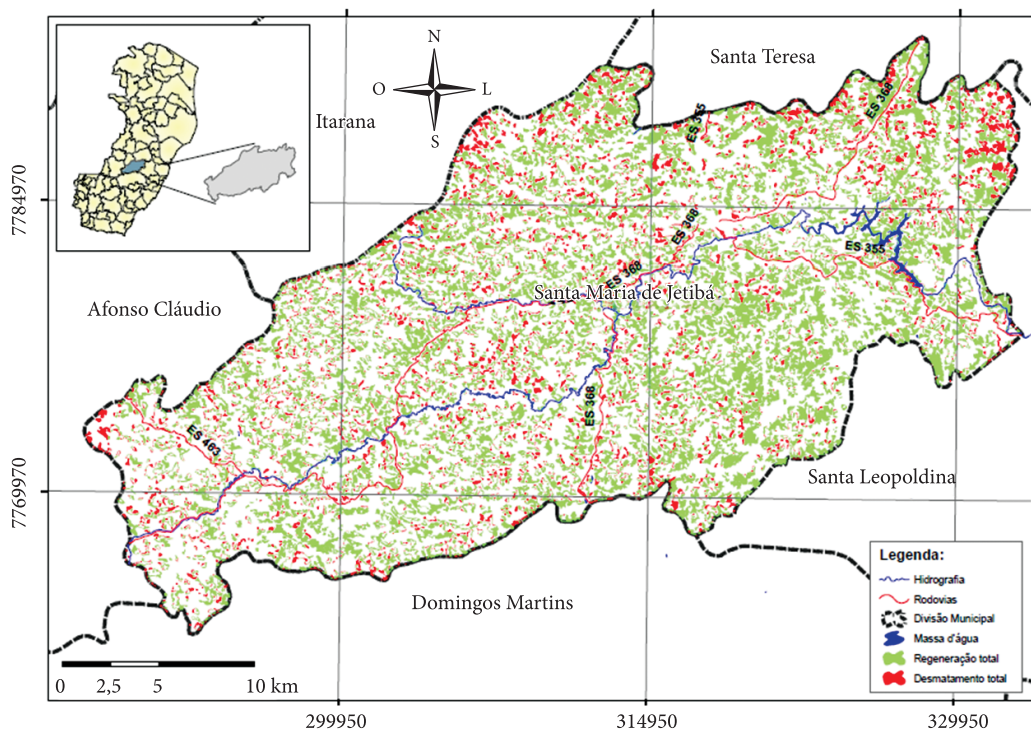 N
O L
S
Santa Teresa
Itarana
ES 368
ES 355
7784970
ES 368
ES 355
ES 368
Santa Maria de Jetibá
Afonso Cláudio
ES 368
ES 463
Santa Leopoldina
7769970
Domingos Martins
Legenda:
Hidrografia
Rodovias
Divisão Municipal
Massa d'água
Regeneração total
Desmatamento total
0 2,5 5 10 km
299950 314950 329950